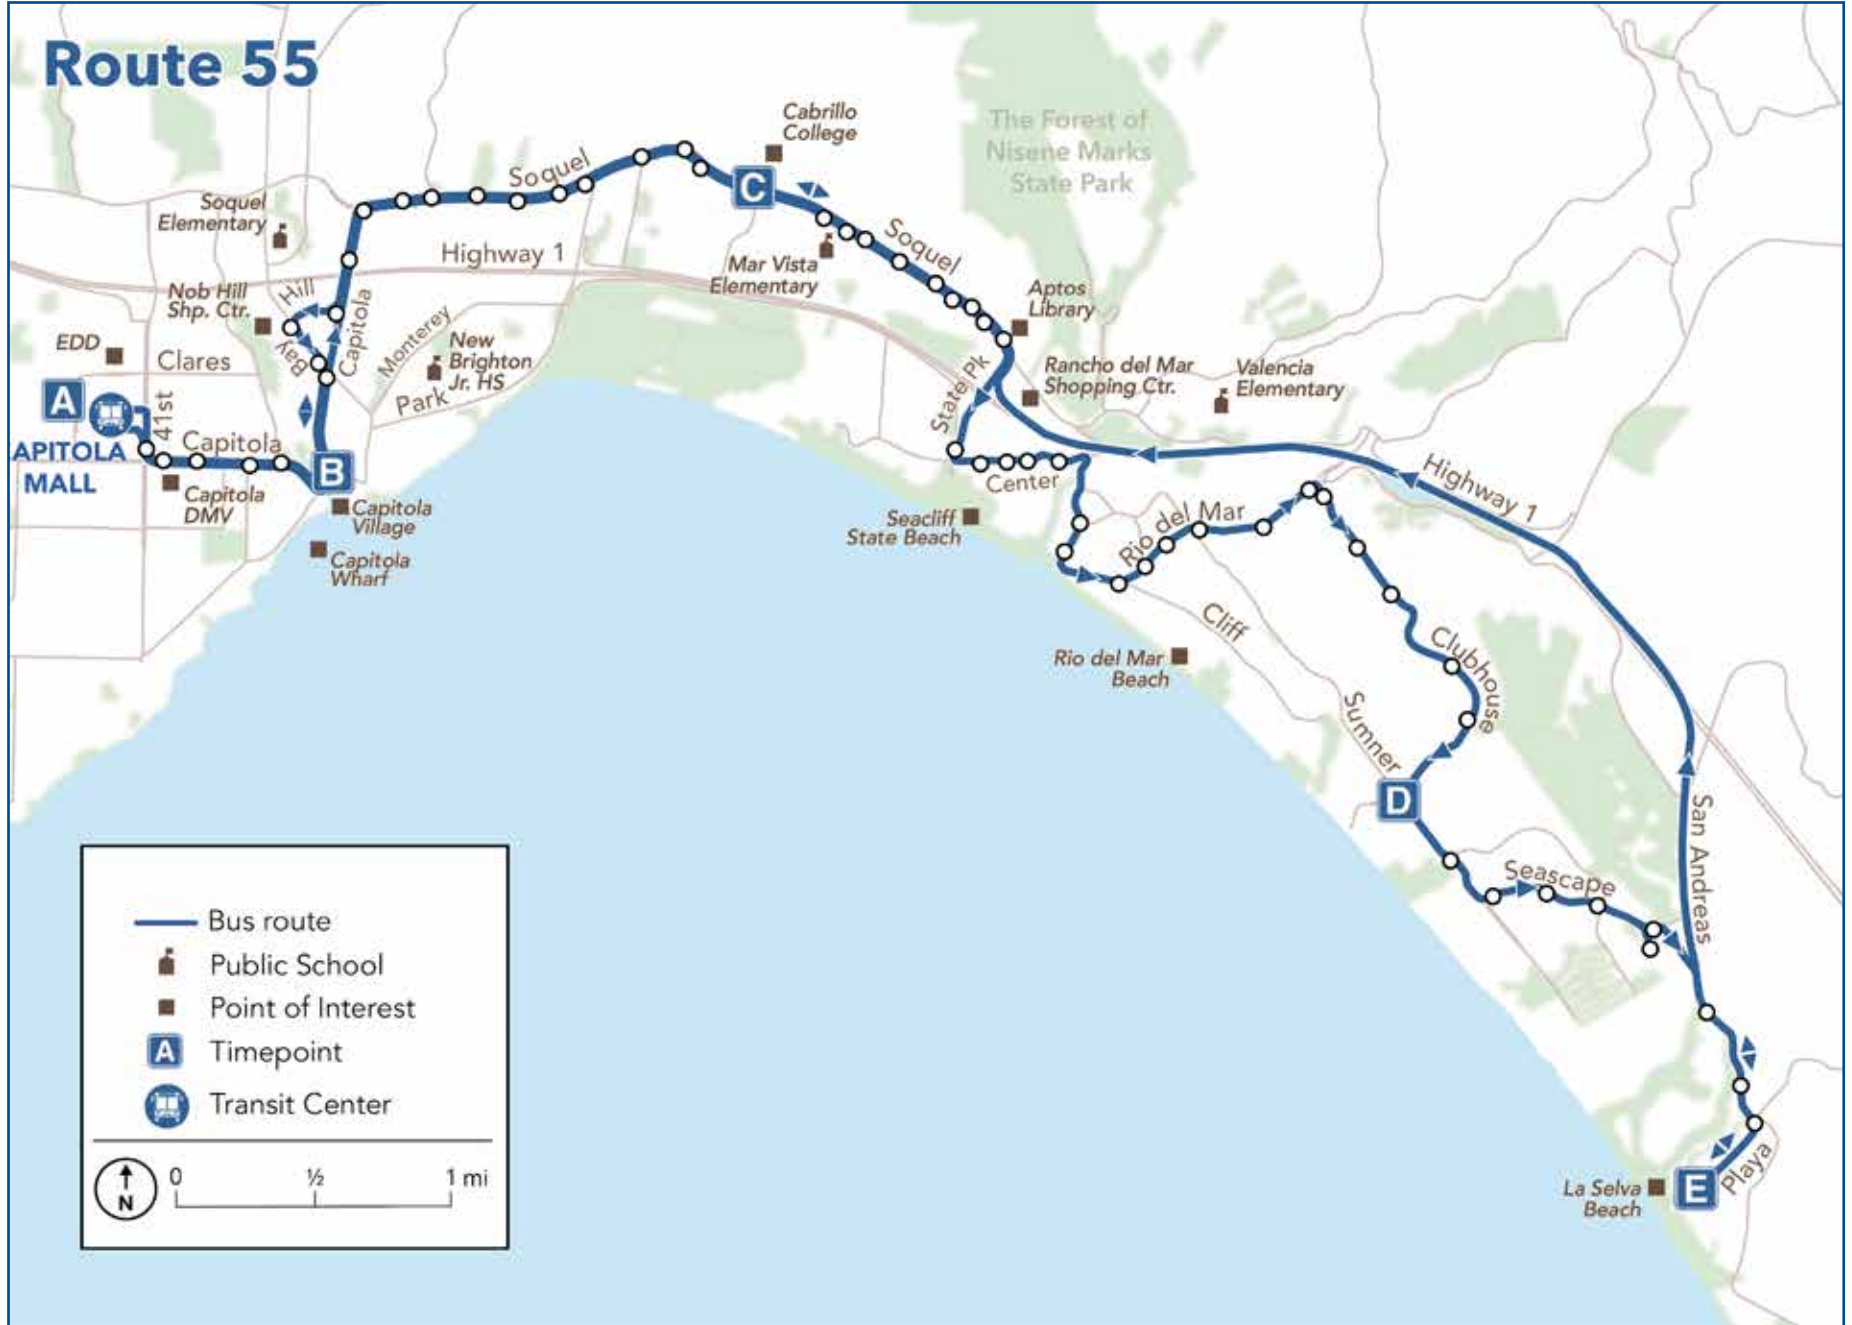 Route 55
Cabrillo
College
The Forest of
Nisene Marks
State Park
Soquel
Soquel
Elementary
Highway 1
Soquel
Mar Vista
Elementary
Nob Hill
Shp. Ctr.
Hill
Capitola
Monterey
Bay
Aptos
Library
EDD
Clares
New
Brighton
Jr. HS
Park
State Pk
Rancho del Mar
Shopping Ctr.
Valencia
Elementary
A
41st
Capitola
APITOLA
MALL
B
C
Capitola
DMV
Capitola
Village
Capitola
Wharf
Center
Highway 1
Seacliff
State Beach
Rio del Mar
Cliff
Rio del Mar
Beach
Clubhouse
Sumner
D
San Andreas
Seascape
Bus route
Public School
Point of Interest
A Timepoint
Transit Center
N
0 ½ 1 mi
La Selva
Beach
E
Playa